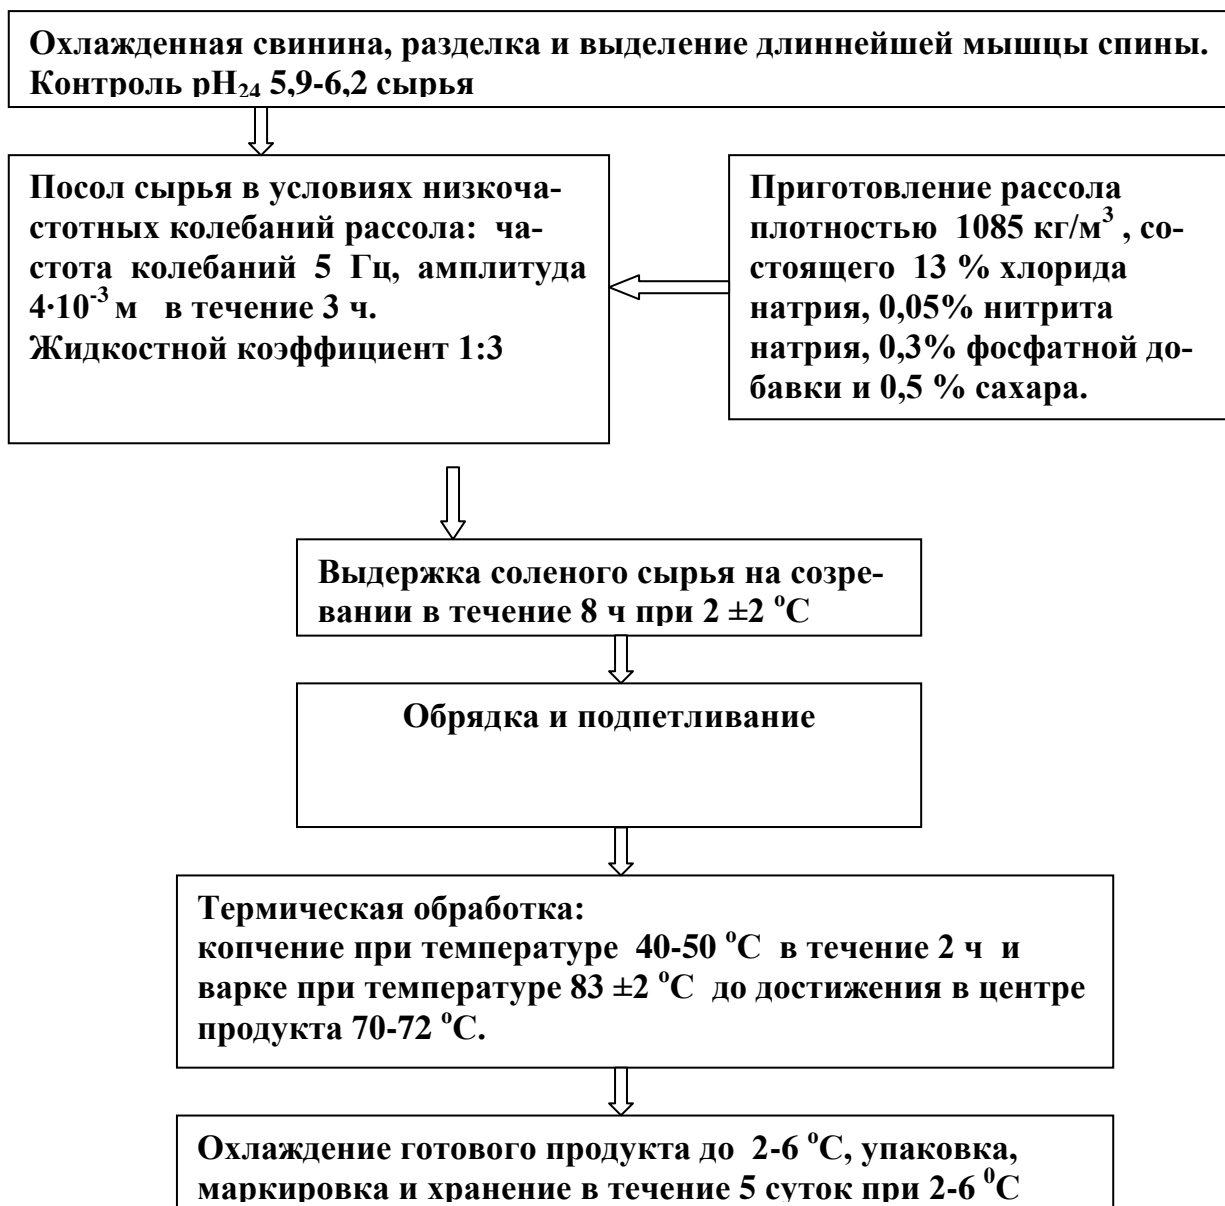 Охлажденная свинина, разделка и выделение длиннейшей мышцы спины.
Контроль pH₂₄ 5,9-6,2 сырья
Посол сырья в условиях низкоча-
стотных колебаний рассола: ча-
стота колебаний 5 Гц, амплитуда
4·10⁻³ м в течение 3 ч.
Жидкостной коэффициент 1:3
Приготовление рассола
плотностью 1085 кг/м³ , со-
стоящего 13 % хлорида
натрия, 0,05% нитрита
натрия, 0,3% фосфатной до-
бавки и 0,5 % сахара.
Выдержка соленого сырья на созре-
вании в течение 8 ч при 2 ±2 ᵒС
Обрядка и подпетливание
Термическая обработка:
копчение при температуре 40-50 ᵒС в течение 2 ч и
варке при температуре 83 ±2 ᵒС до достижения в центре
продукта 70-72 ᵒС.
Охлаждение готового продукта до 2-6 ᵒС, упаковка,
маркировка и хранение в течение 5 суток при 2-6 ⁰С